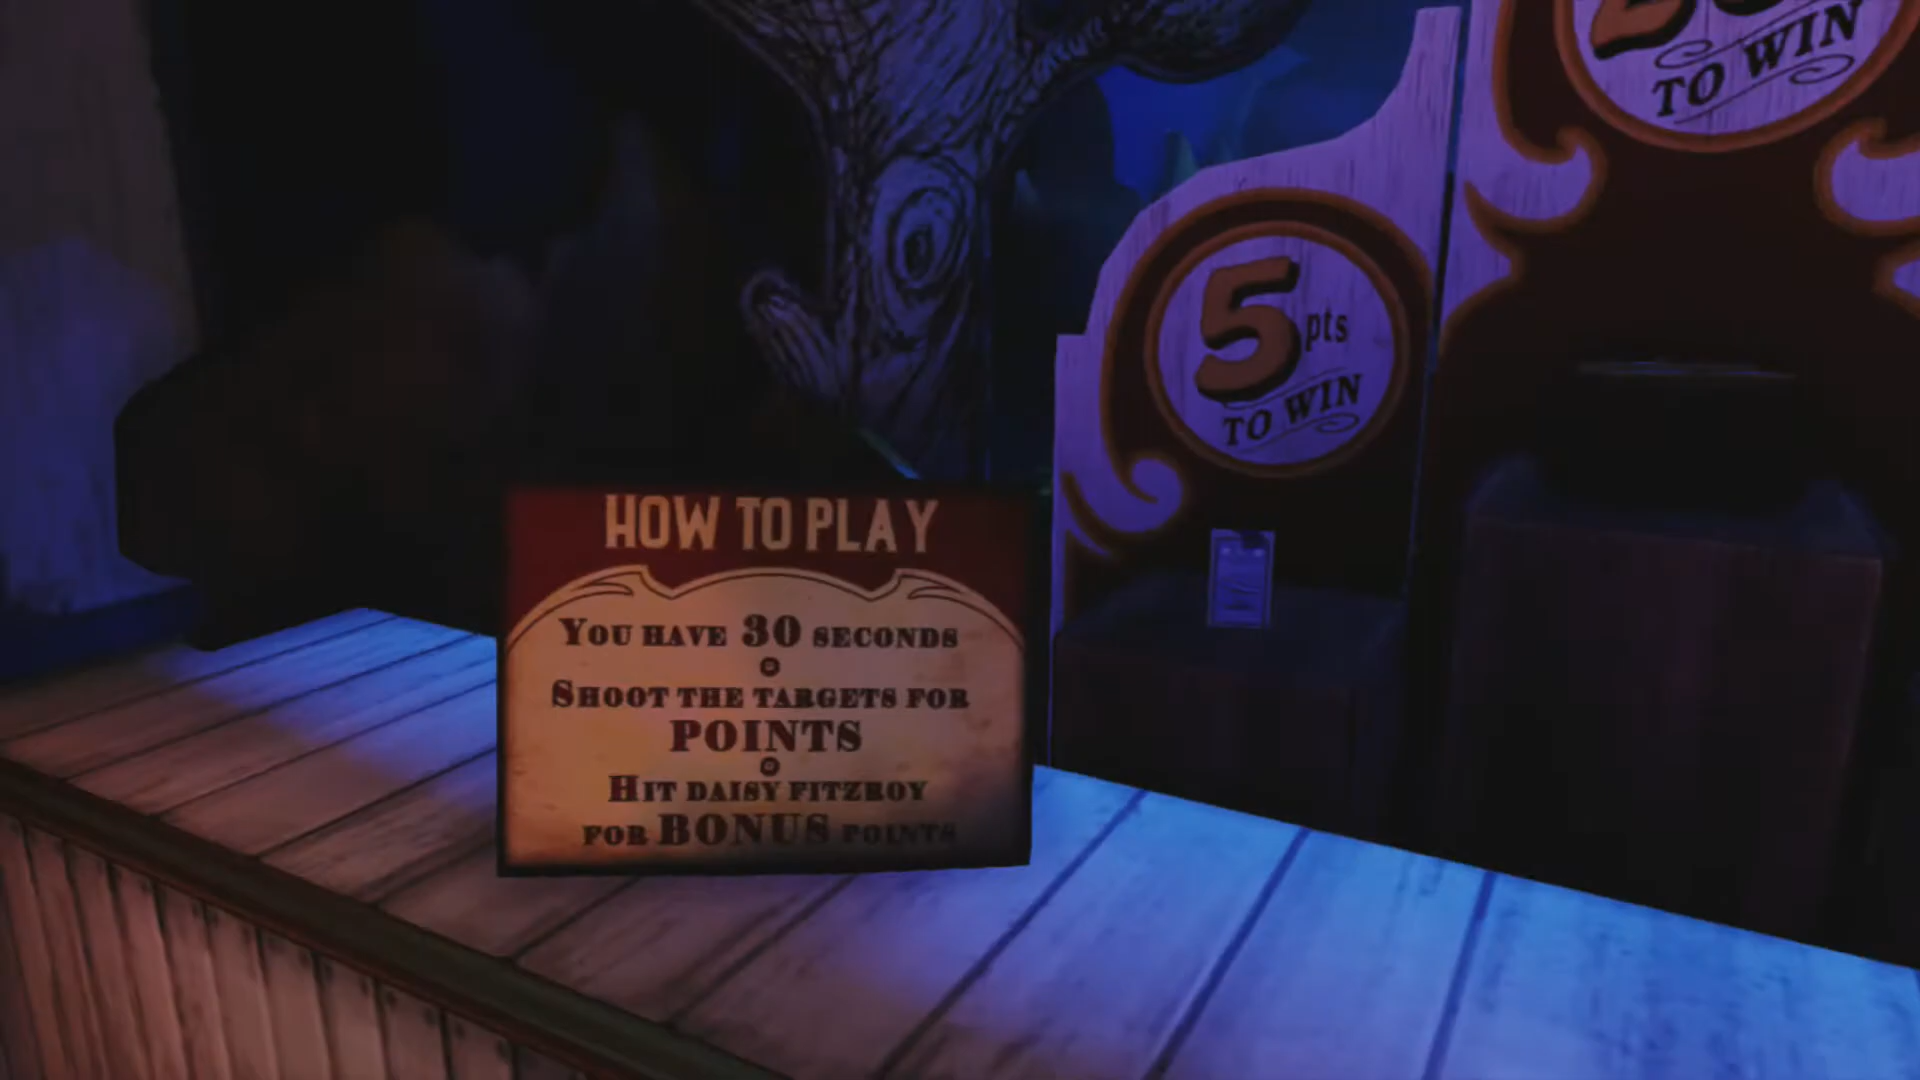 TO WIN
5 pts
TO WIN
HOW TO PLAY
YOU HAVE 30 SECONDS
SHOOT THE TARGETS FOR
POINTS
HIT DAISY FITZROY
FOR BONUS POINTS